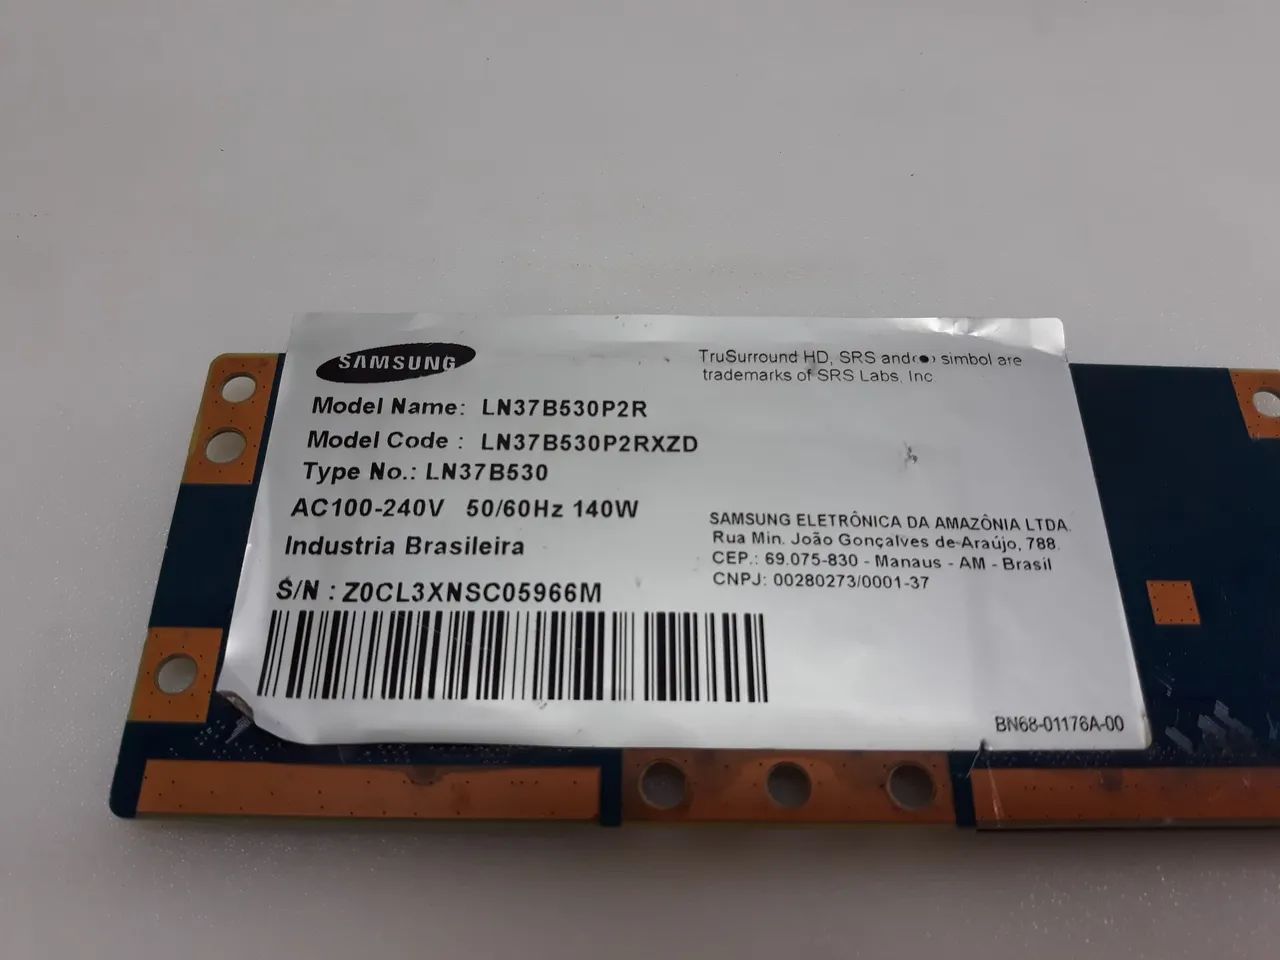 SAMSUNG
Model Name: LN37B530P2R
Model Code : LN37B530P2RXZD
Type No.: LN37B530
AC100-240V 50/60Hz 140W
Industria Brasileira
S/N : Z0CL3XNSC05966M
TruSurround HD, SRS and(●) simbol are
trademarks of SRS Labs, Inc
SAMSUNG ELETRÔNICA DA AMAZÔNIA LTDA.
Rua Min. João Gonçalves de Araújo, 788.
CEP.: 69.075-830 - Manaus - AM - Brasil
CNPJ: 00280273/0001-37
BN68-01176A-00